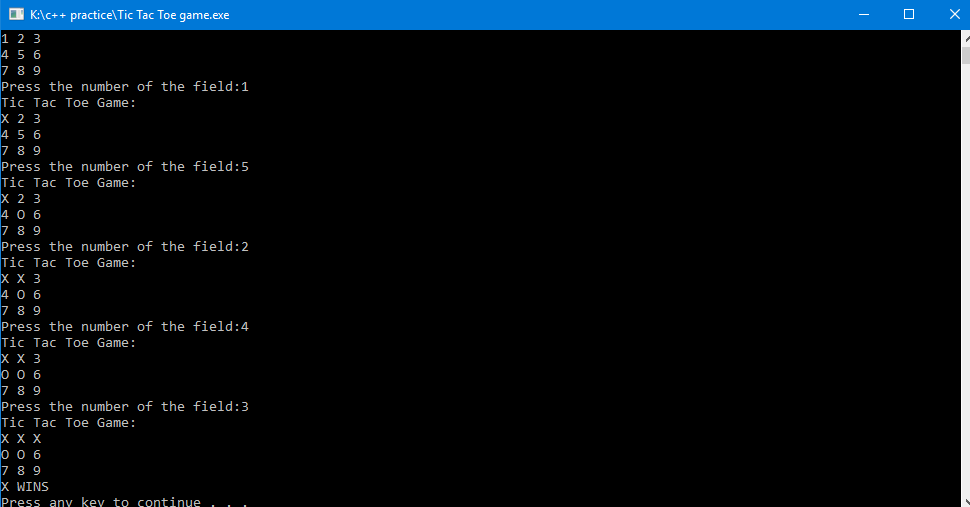 K:\c++ practice\Tic Tac Toe game.exe
1 2 3
4 5 6
7 8 9
Press the number of the field:1
Tic Tac Toe Game:
X 2 3
4 5 6
7 8 9
Press the number of the field:5
Tic Tac Toe Game:
X 2 3
4 O 6
7 8 9
Press the number of the field:2
Tic Tac Toe Game:
X X 3
4 O 6
7 8 9
Press the number of the field:4
Tic Tac Toe Game:
X X 3
O O 6
7 8 9
Press the number of the field:3
Tic Tac Toe Game:
X X X
O O 6
7 8 9
X WINS
Press any key to continue . . .